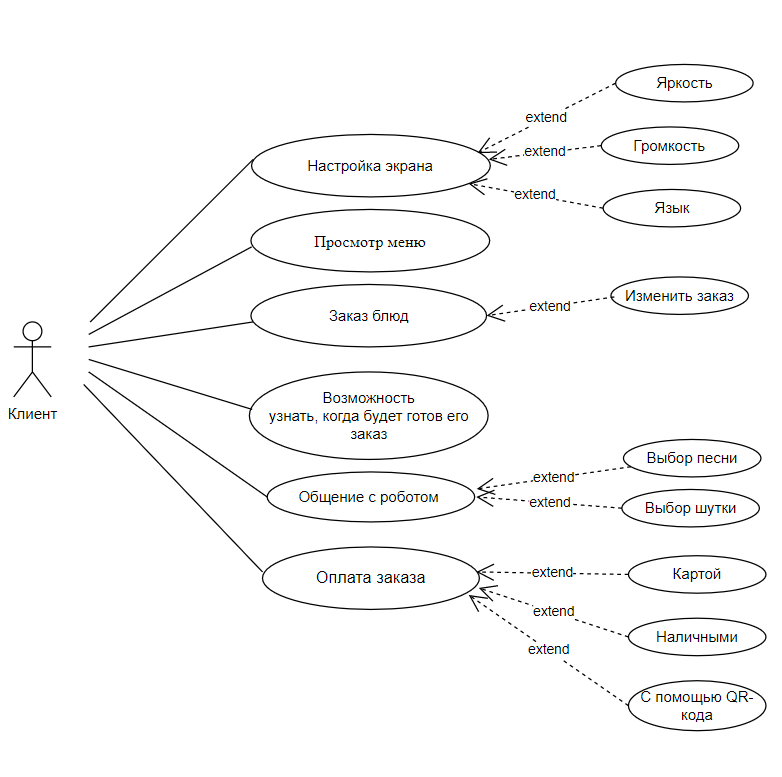 Яркость
extend
Громкость
extend
Настройка экрана
extend
Язык
Просмотр меню
Изменить заказ
extend
Заказ блюд
Клиент
Возможность
узнать, когда будет готов его
заказ
Выбор песни
extend
Общение с роботом
extend
Выбор шутки
Оплата заказа
extend
Картой
extend
Наличными
extend
С помощью QR-
кода